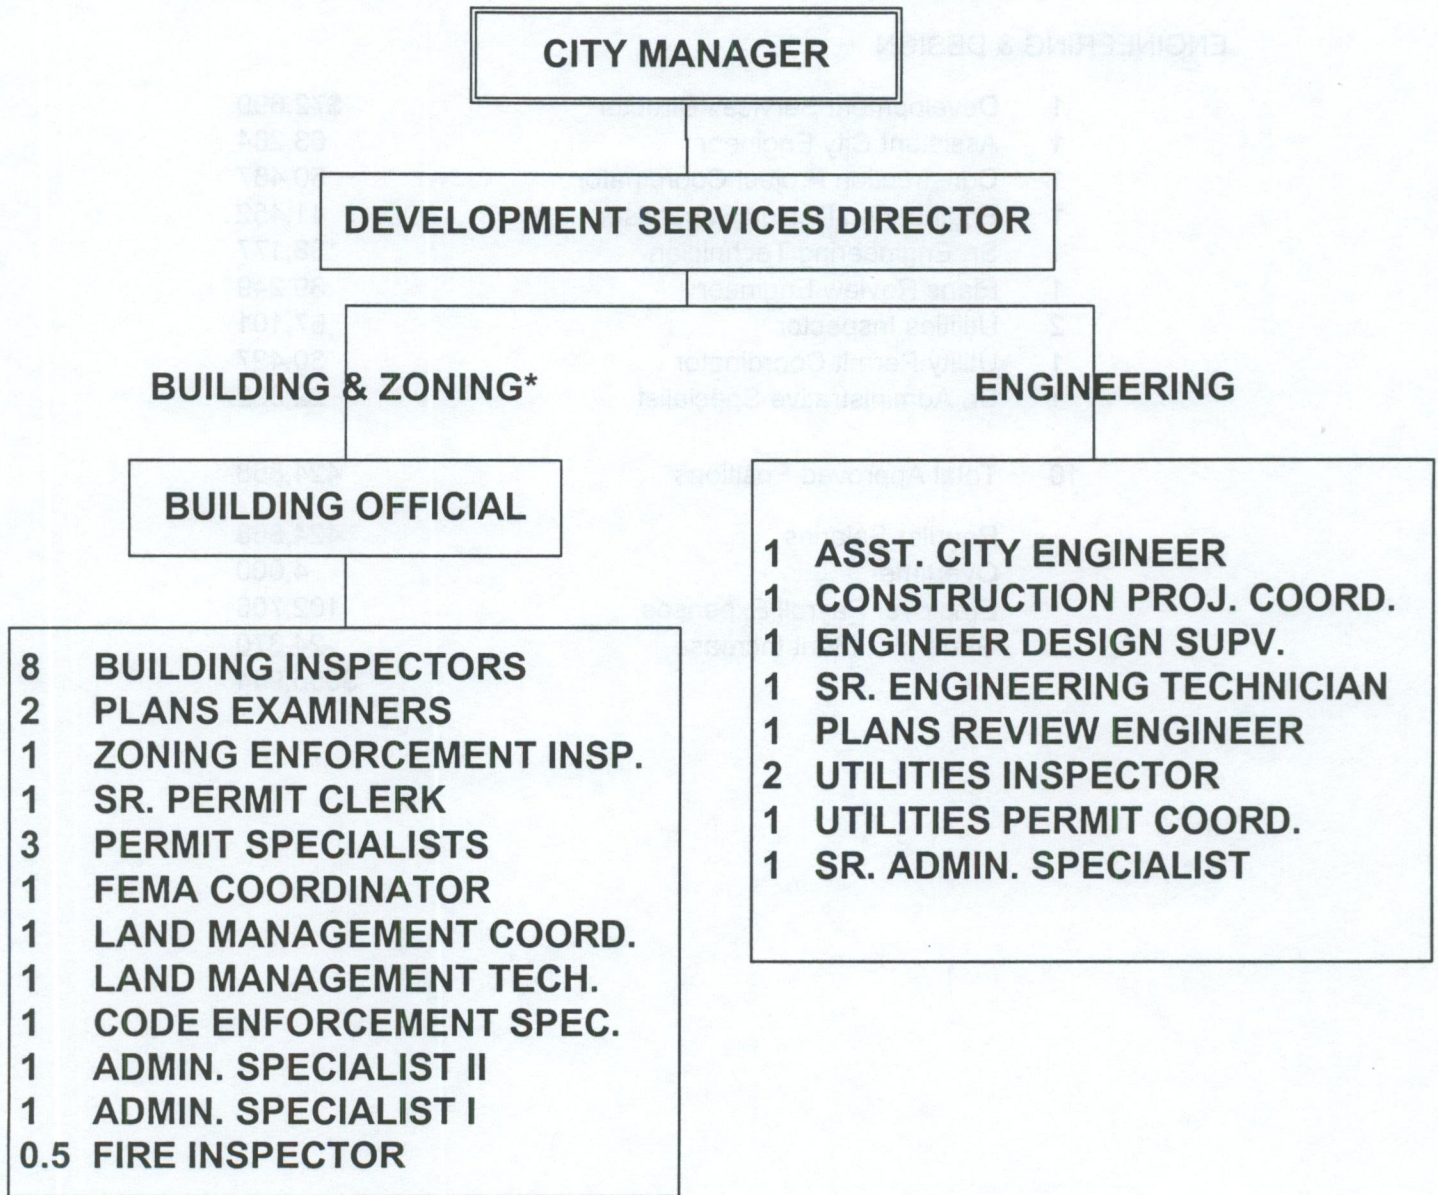 CITY MANAGER
DEVELOPMENT SERVICES DIRECTOR
BUILDING & ZONING*
ENGINEERING
BUILDING OFFICIAL
8 BUILDING INSPECTORS
2 PLANS EXAMINERS
1 ZONING ENFORCEMENT INSP.
1 SR. PERMIT CLERK
3 PERMIT SPECIALISTS
1 FEMA COORDINATOR
1 LAND MANAGEMENT COORD.
1 LAND MANAGEMENT TECH.
1 CODE ENFORCEMENT SPEC.
1 ADMIN. SPECIALIST II
1 ADMIN. SPECIALIST I
0.5 FIRE INSPECTOR
1 ASST. CITY ENGINEER
1 CONSTRUCTION PROJ. COORD.
1 ENGINEER DESIGN SUPV.
1 SR. ENGINEERING TECHNICIAN
1 PLANS REVIEW ENGINEER
2 UTILITIES INSPECTOR
1 UTILITIES PERMIT COORD.
1 SR. ADMIN. SPECIALIST